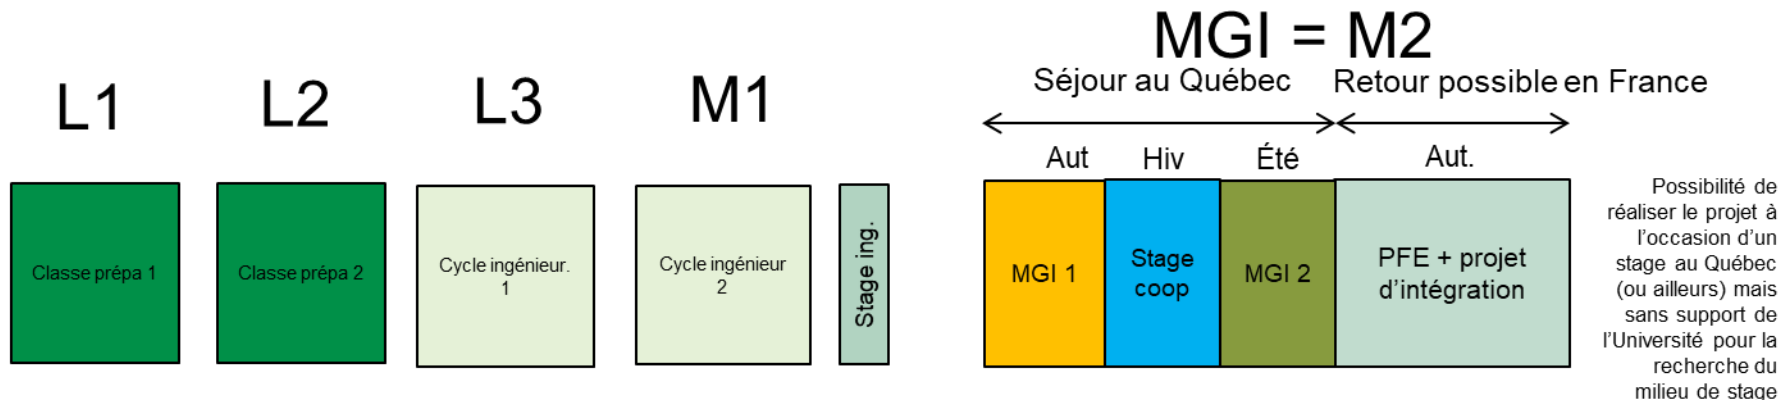 MGI = M2
Séjour au Québec
Retour possible en France
L1
L2
L3
M1
Aut
Hiv
Été
Aut.
Classe prépa 1
Classe prépa 2
Cycle ingénieur.
1
Cycle ingénieur
2
Stage ing.
MGI 1
Stage
coop
MGI 2
PFE + projet
d'intégration
Possibilité de
réaliser le projet à
l'occasion d'un
stage au Québec
(ou ailleurs) mais
sans support de
l'Université pour la
recherche du
milieu de stage